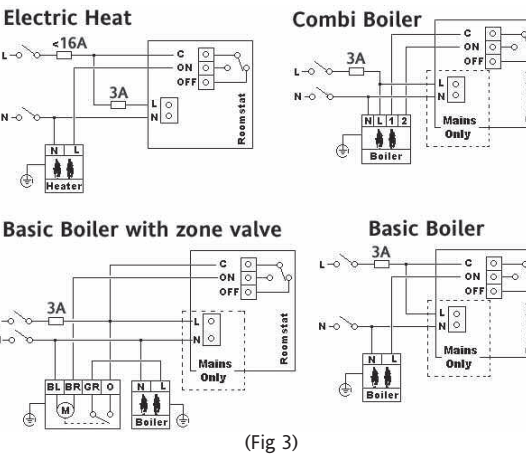 Electric Heat
<16A
L
C
ON
OFF
3A
L
N
N
Roomstat
N L
Heater
Combi Boiler
3A
L
N
C
ON
OFF
L
N
N L 1 2
Mains
Only
Boiler
Basic Boiler with zone valve
C
ON
OFF
3A
L
N
Roomstat
Mains
Only
BL BR GR O
N L
M
Boiler
Basic Boiler
3A
L
C
ON
OFF
L
N
N
Mains
Only
N L
Boiler
(Fig 3)